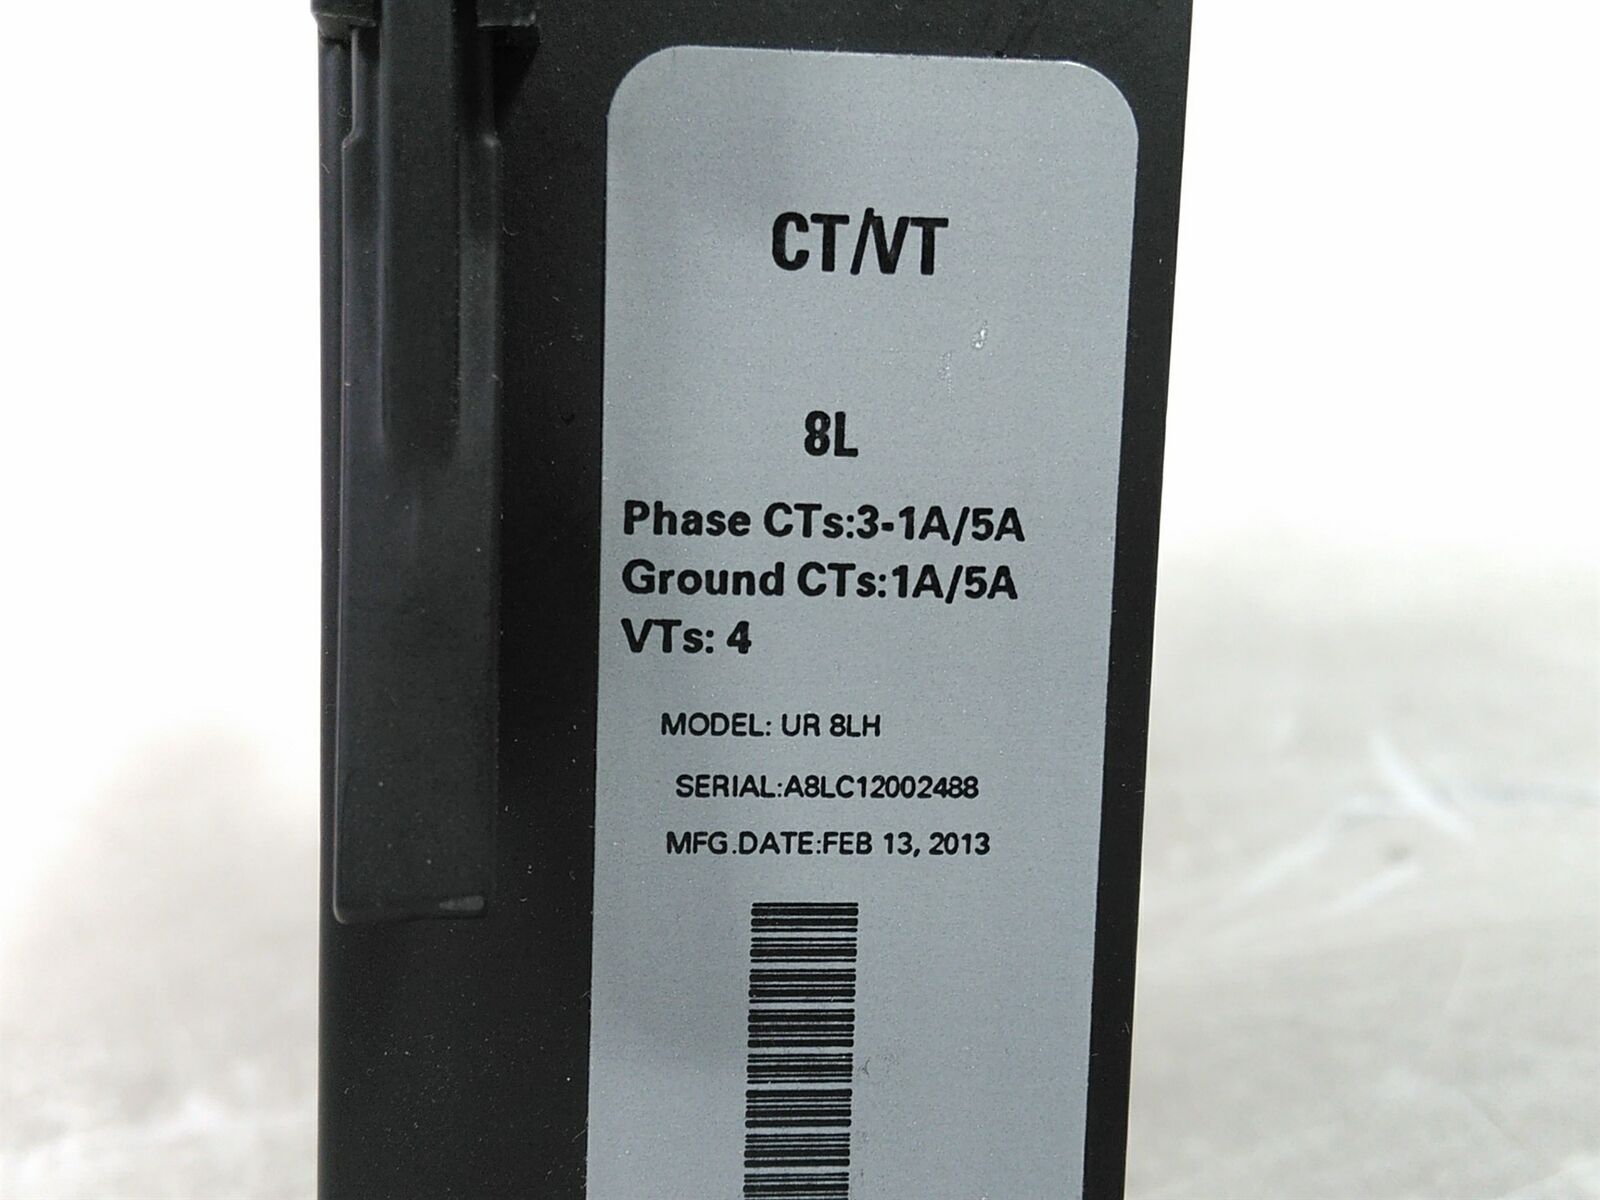 CT/VT
8L
Phase CTs:3-1A/5A
Ground CTs:1A/5A
VTs: 4
MODEL: UR 8LH
SERIAL:A8LC12002488
MFG.DATE:FEB 13, 2013